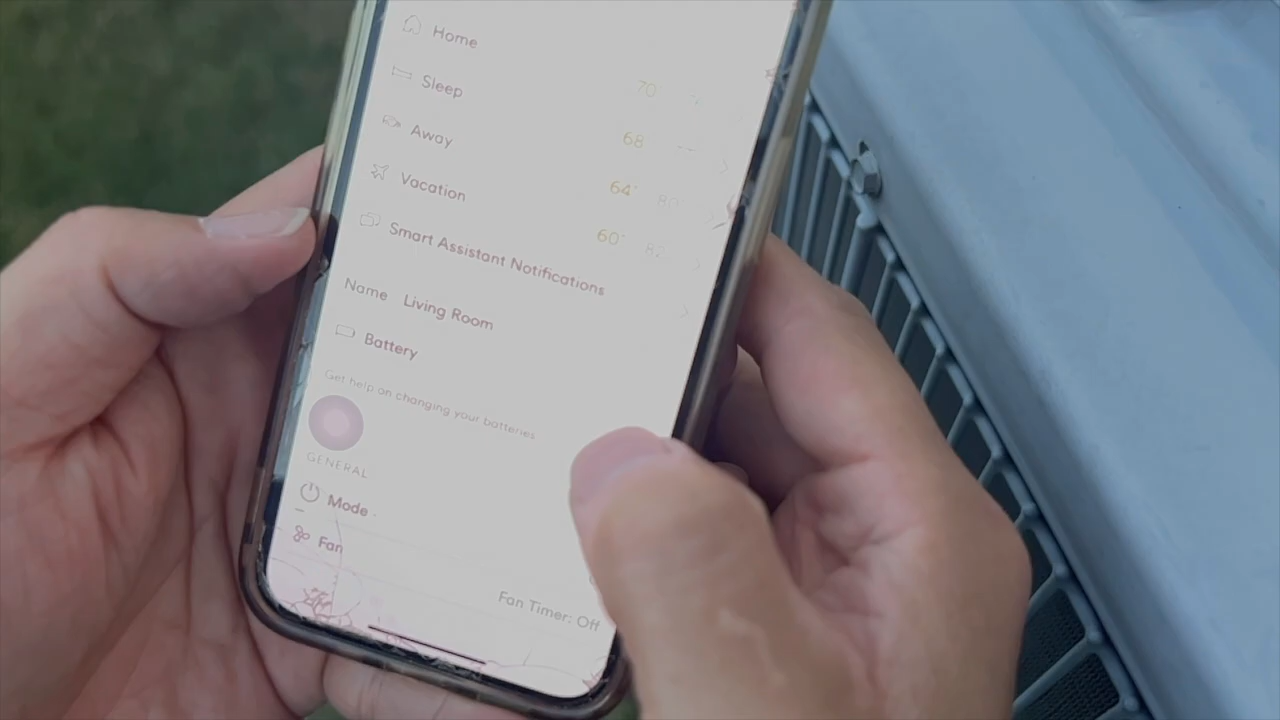 Home
70
Sleep
68
Away
64°
Vacation
60°
Smart Assistant Notifications
Name Living Room
Battery
Get help on changing your batteries
GENERAL
Mode
Fan
Fan Timer: Off